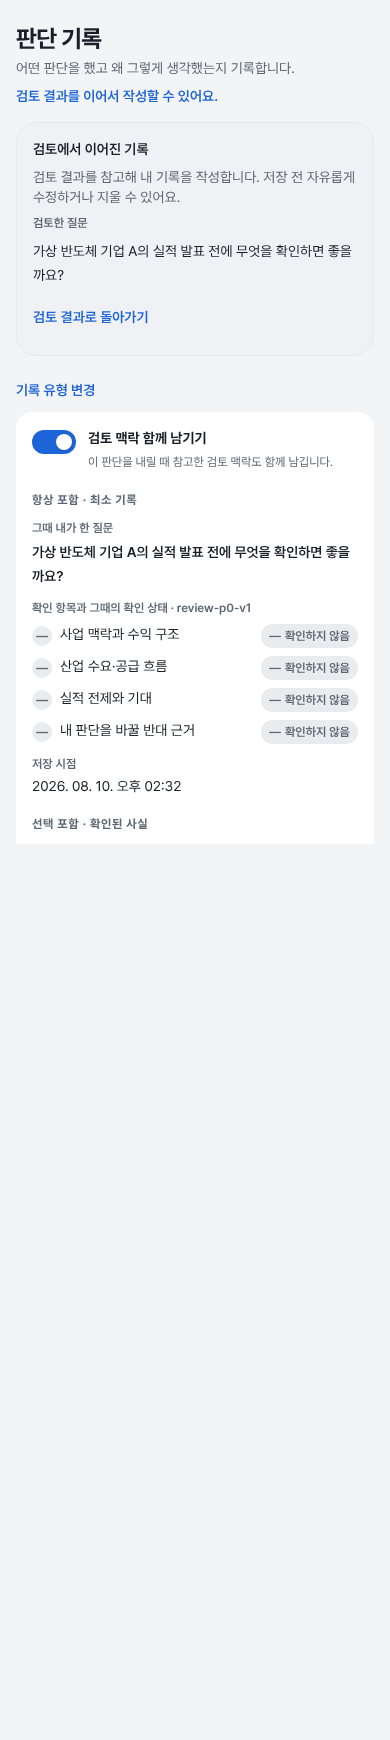 판단 기록
어떤 판단을 했고 왜 그렇게 생각했는지 기록합니다.
검토 결과를 이어서 작성할 수 있어요.
검토에서 이어진 기록
검토 결과를 참고해 내 기록을 작성합니다. 저장 전 자유롭게
수정하거나 지울 수 있어요.
검토한 질문
가상 반도체 기업 A의 실적 발표 전에 무엇을 확인하면 좋을
까요?
검토 결과로 돌아가기
기록 유형 변경
검토 맥락 함께 남기기
이 판단을 내릴 때 참고한 검토 맥락도 함께 남깁니다.
항상 포함 · 최소 기록
그때 내가 한 질문
가상 반도체 기업 A의 실적 발표 전에 무엇을 확인하면 좋을
까요?
확인 항목과 그때의 확인 상태 · review-p0-v1
— 사업 맥락과 수익 구조 — 확인하지 않음
— 산업 수요·공급 흐름 — 확인하지 않음
— 실적 전제와 기대 — 확인하지 않음
— 내 판단을 바꿀 반대 근거 — 확인하지 않음
저장 시점
2026. 08. 10. 오후 02:32
선택 포함 · 확인된 사실